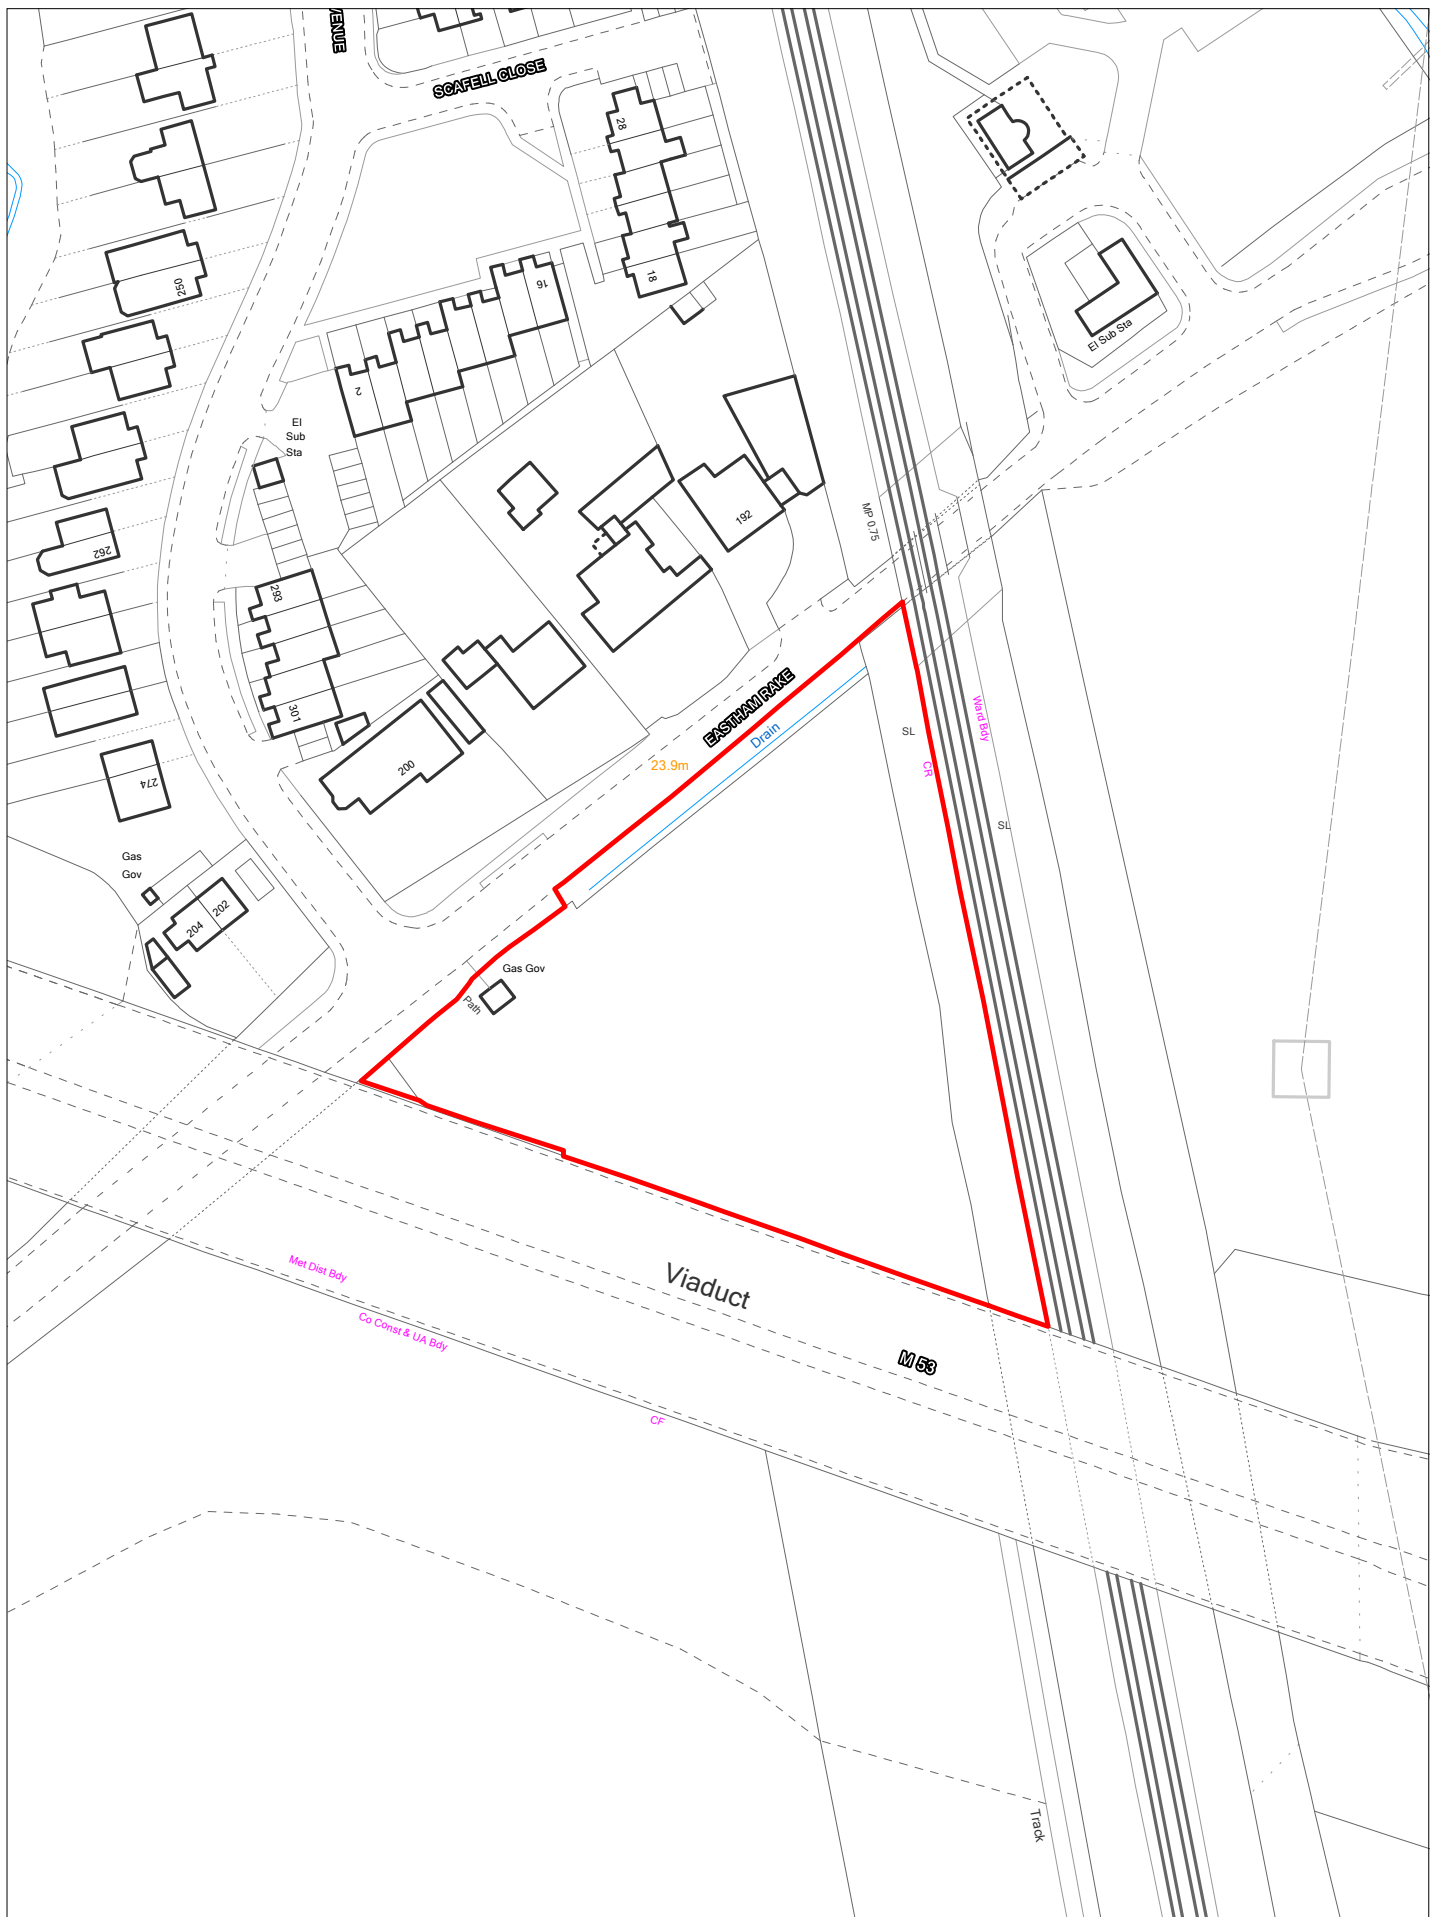 VENUE
SCAFELL CLOSE
28
18
250
16
2
El Sub Sta
El
Sub
Sta
262
192
MP 0.75
293
301
EASTHAM RAKE
Drain
23.9m
SL
Ward Bdy
CR
SL
200
274
Gas
Gov
202
204
Gas Gov
Path
Met Dist Bdy
Viaduct
Co Const & UA Bdy
M 53
CF
Track